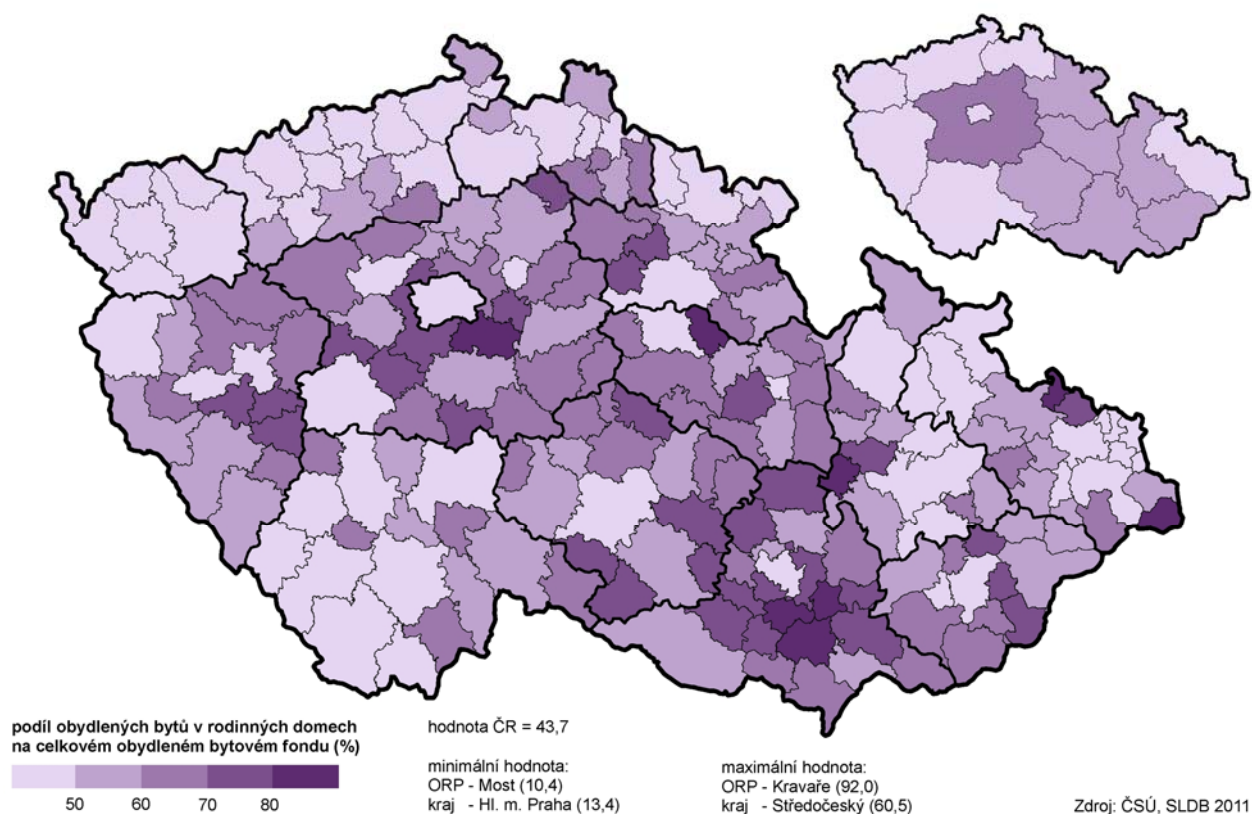 podíl obydlených bytů v rodinných domech
na celkovém obydleném bytovém fondu (%)
50 60 70 80
hodnota ČR = 43,7
minimální hodnota:
ORP - Most (10,4)
kraj - Hl. m. Praha (13,4)
maximální hodnota:
ORP - Kravaře (92,0)
kraj - Středočeský (60,5)
Zdroj: ČSÚ, SLDB 2011